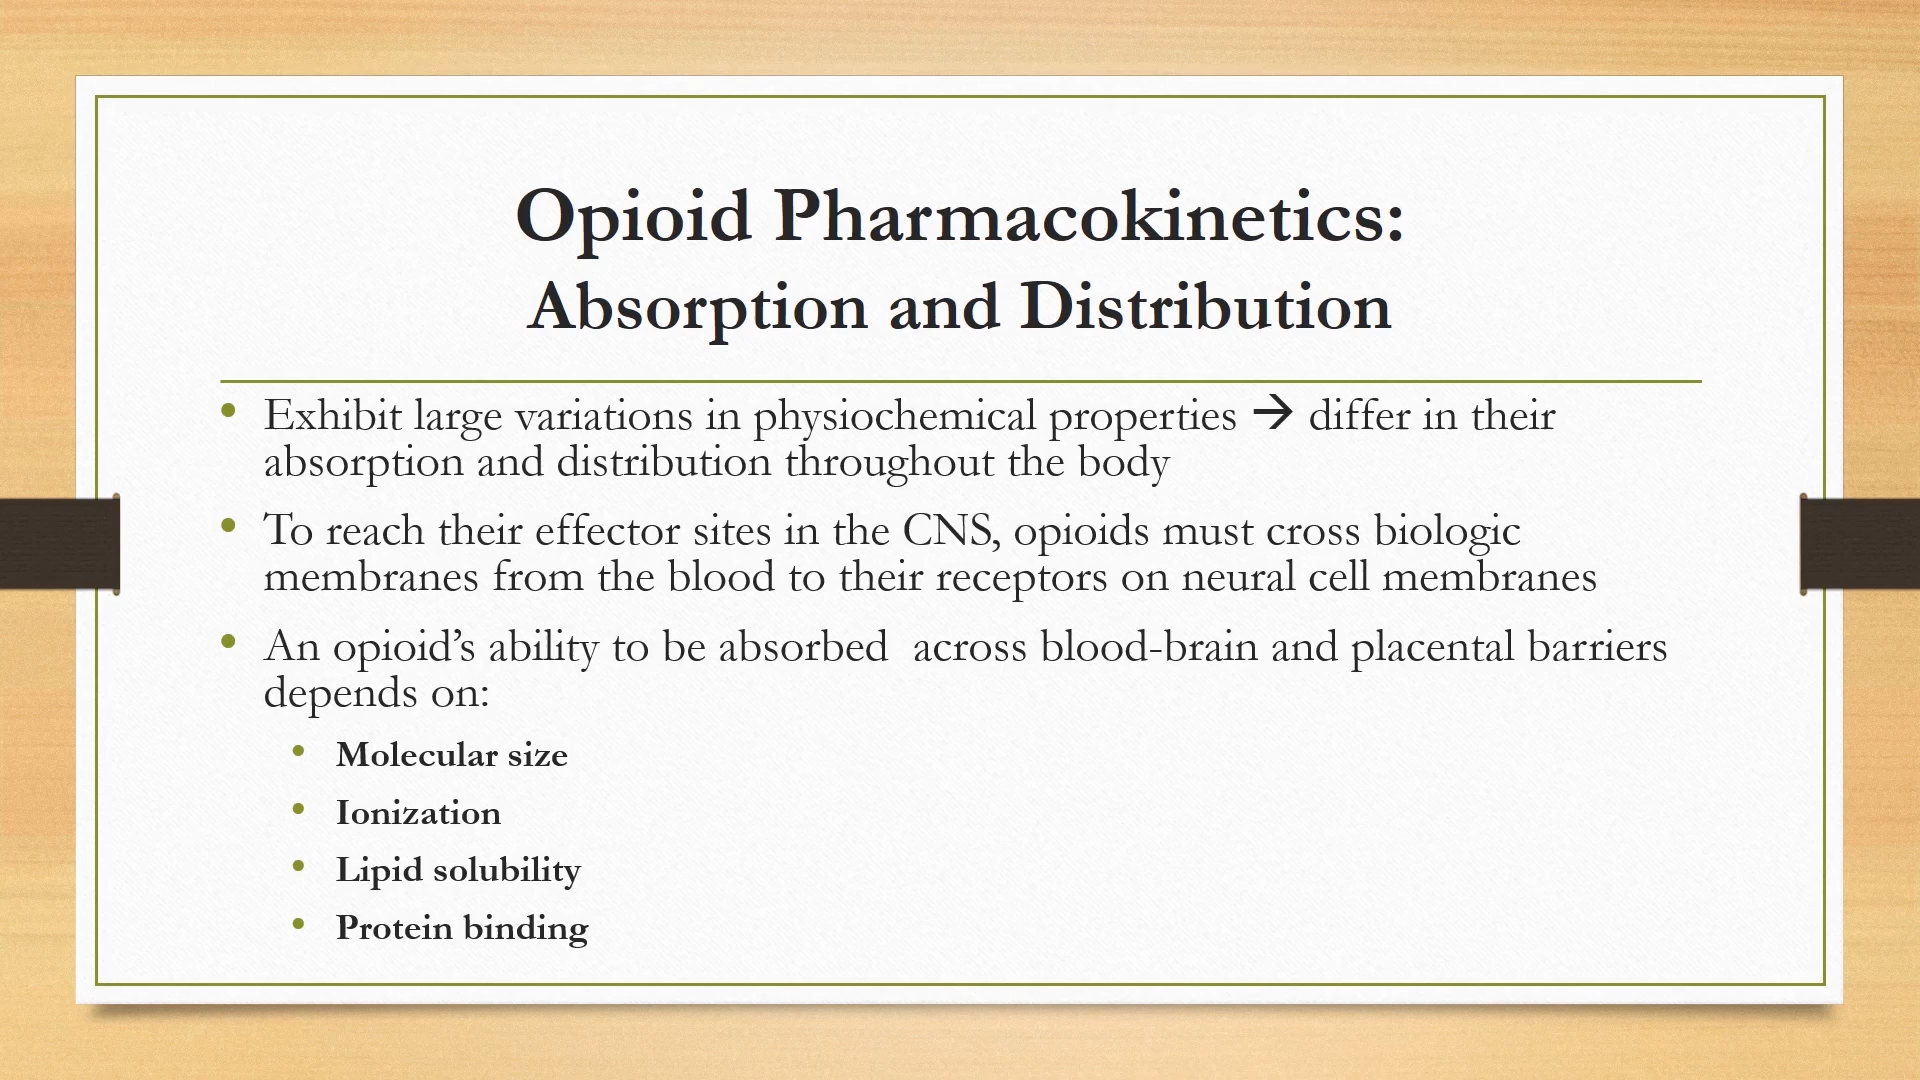 Opioid Pharmacokinetics:
Absorption and Distribution
• Exhibit large variations in physiochemical properties → differ in their
absorption and distribution throughout the body
• To reach their effector sites in the CNS, opioids must cross biologic
membranes from the blood to their receptors on neural cell membranes
• An opioid’s ability to be absorbed  across blood-brain and placental barriers
depends on:
• Molecular size
• Ionization
• Lipid solubility
• Protein binding